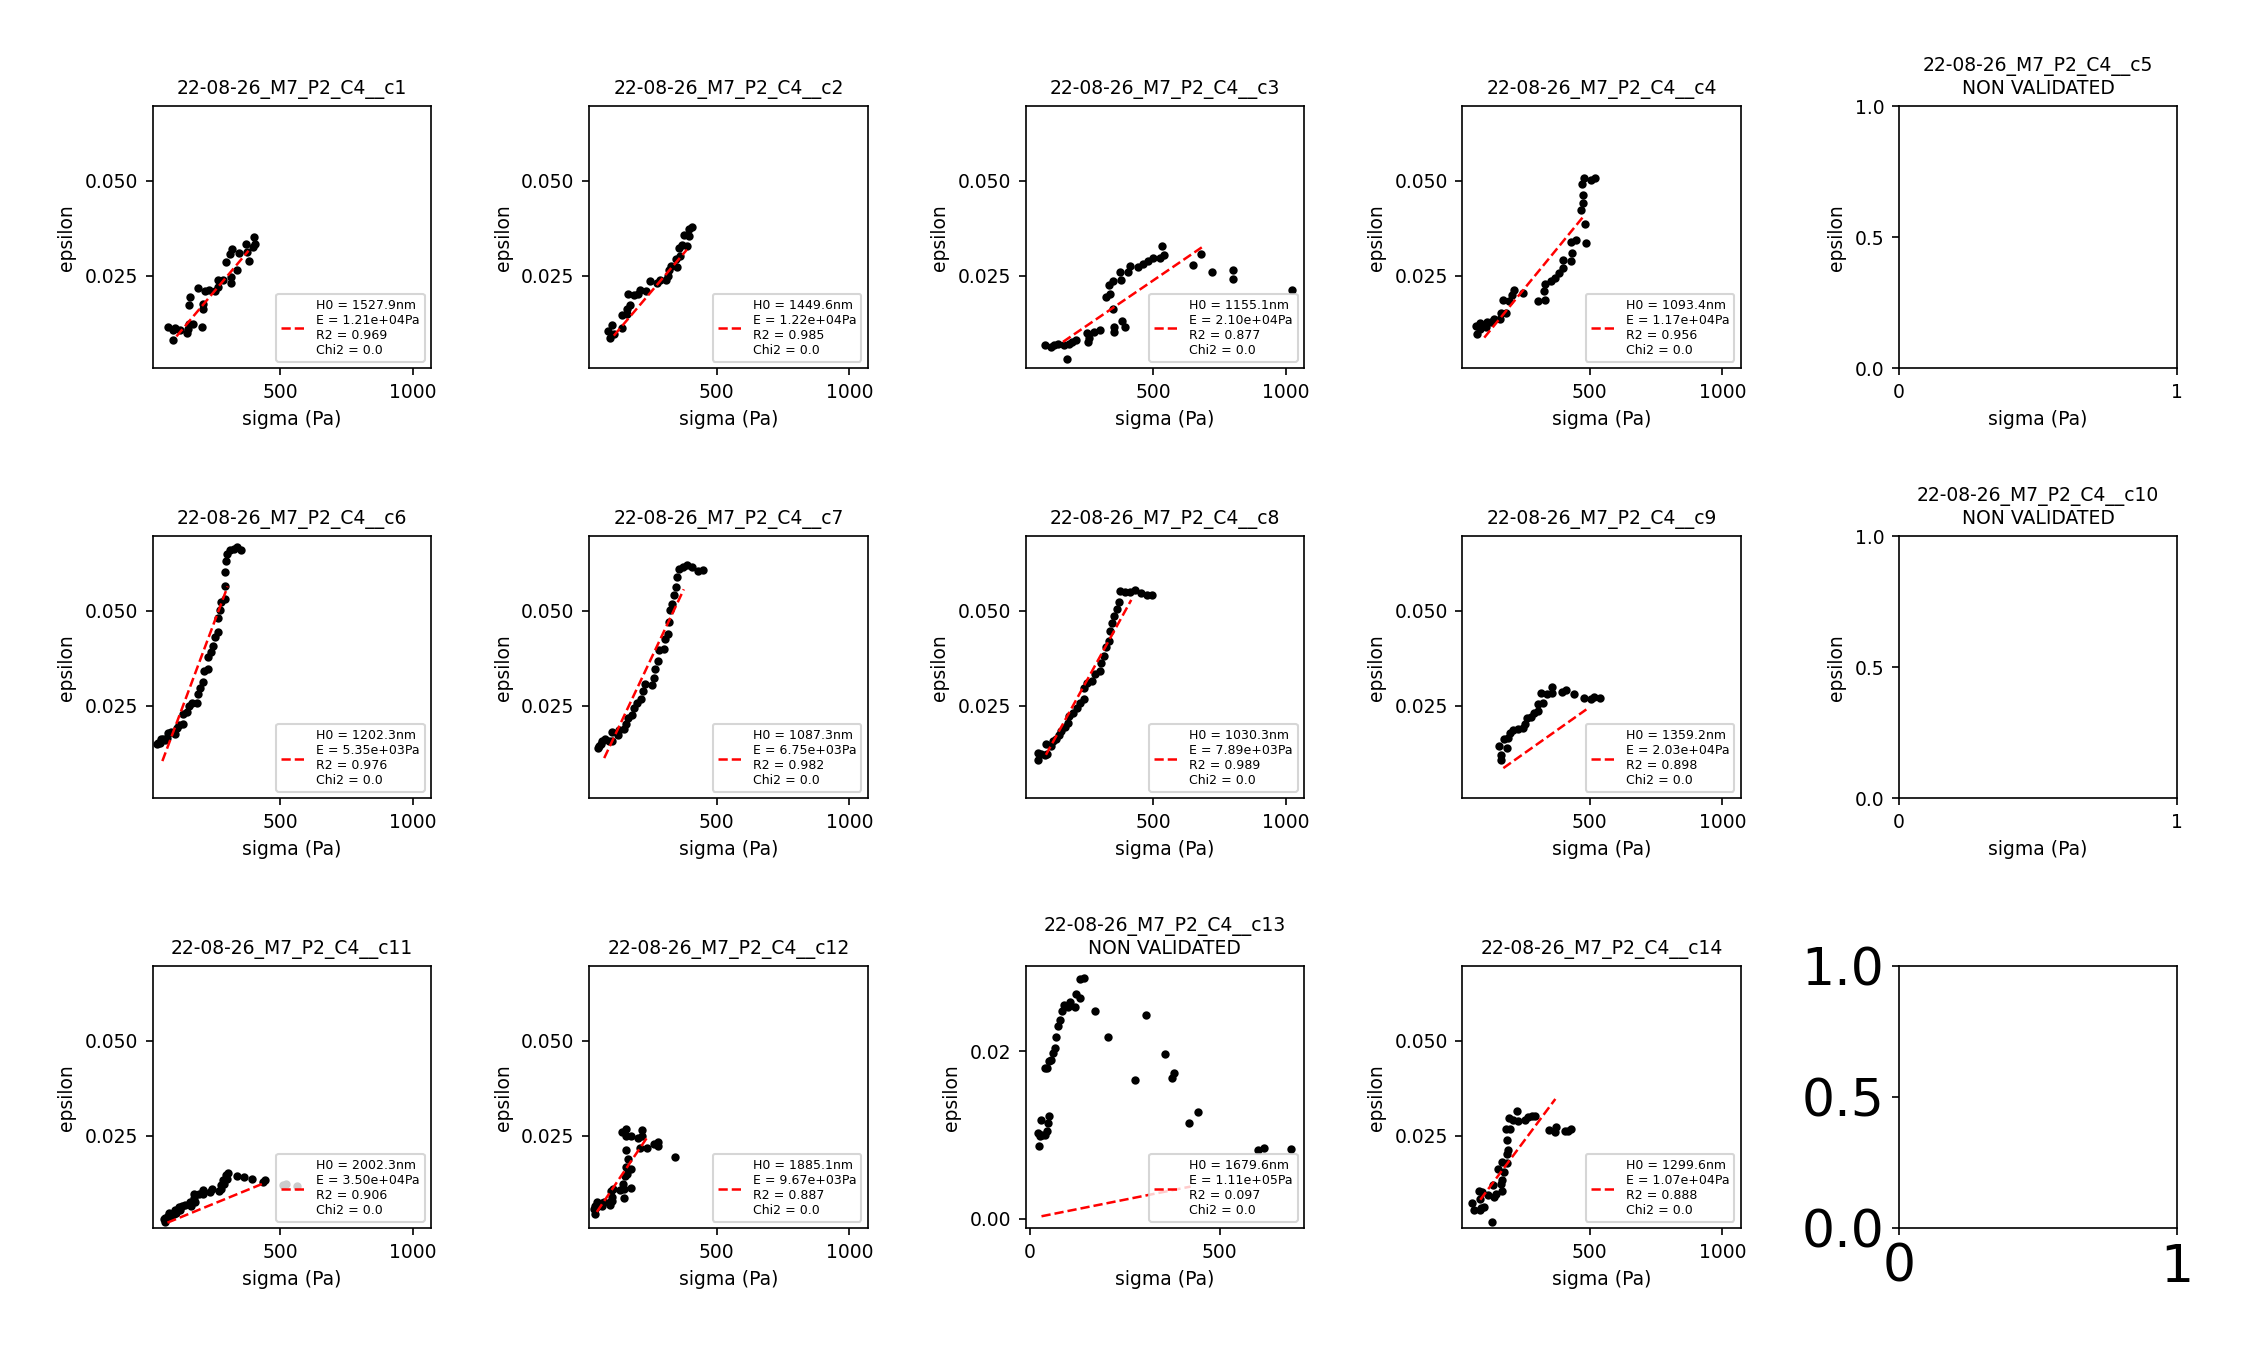 22-08-26_M7_P2_C4__c1
0.050
0.025
epsilon
500
1000
sigma (Pa)
H0 = 1527.9nm
E = 1.21e+04Pa
R2 = 0.969
Chi2 = 0.0
22-08-26_M7_P2_C4__c2
0.050
0.025
epsilon
500
1000
sigma (Pa)
H0 = 1449.6nm
E = 1.22e+04Pa
R2 = 0.985
Chi2 = 0.0
22-08-26_M7_P2_C4__c3
0.050
0.025
epsilon
500
1000
sigma (Pa)
H0 = 1155.1nm
E = 2.10e+04Pa
R2 = 0.877
Chi2 = 0.0
22-08-26_M7_P2_C4__c4
0.050
0.025
epsilon
500
1000
sigma (Pa)
H0 = 1093.4nm
E = 1.17e+04Pa
R2 = 0.956
Chi2 = 0.0
22-08-26_M7_P2_C4__c5
NON VALIDATED
1.0
0.5
0.0
epsilon
0
1
sigma (Pa)
22-08-26_M7_P2_C4__c6
0.050
0.025
epsilon
500
1000
sigma (Pa)
H0 = 1202.3nm
E = 5.35e+03Pa
R2 = 0.976
Chi2 = 0.0
22-08-26_M7_P2_C4__c7
0.050
0.025
epsilon
500
1000
sigma (Pa)
H0 = 1087.3nm
E = 6.75e+03Pa
R2 = 0.982
Chi2 = 0.0
22-08-26_M7_P2_C4__c8
0.050
0.025
epsilon
500
1000
sigma (Pa)
H0 = 1030.3nm
E = 7.89e+03Pa
R2 = 0.989
Chi2 = 0.0
22-08-26_M7_P2_C4__c9
0.050
0.025
epsilon
500
1000
sigma (Pa)
H0 = 1359.2nm
E = 2.03e+04Pa
R2 = 0.898
Chi2 = 0.0
22-08-26_M7_P2_C4__c10
NON VALIDATED
1.0
0.5
0.0
epsilon
0
1
sigma (Pa)
22-08-26_M7_P2_C4__c11
0.050
0.025
epsilon
500
1000
sigma (Pa)
H0 = 2002.3nm
E = 3.50e+04Pa
R2 = 0.906
Chi2 = 0.0
22-08-26_M7_P2_C4__c12
0.050
0.025
epsilon
500
1000
sigma (Pa)
H0 = 1885.1nm
E = 9.67e+03Pa
R2 = 0.887
Chi2 = 0.0
22-08-26_M7_P2_C4__c13
NON VALIDATED
0.02
0.00
epsilon
0
500
sigma (Pa)
H0 = 1679.6nm
E = 1.11e+05Pa
R2 = 0.097
Chi2 = 0.0
22-08-26_M7_P2_C4__c14
0.050
0.025
epsilon
500
1000
sigma (Pa)
H0 = 1299.6nm
E = 1.07e+04Pa
R2 = 0.888
Chi2 = 0.0
1.0
0.5
0.0
0
1